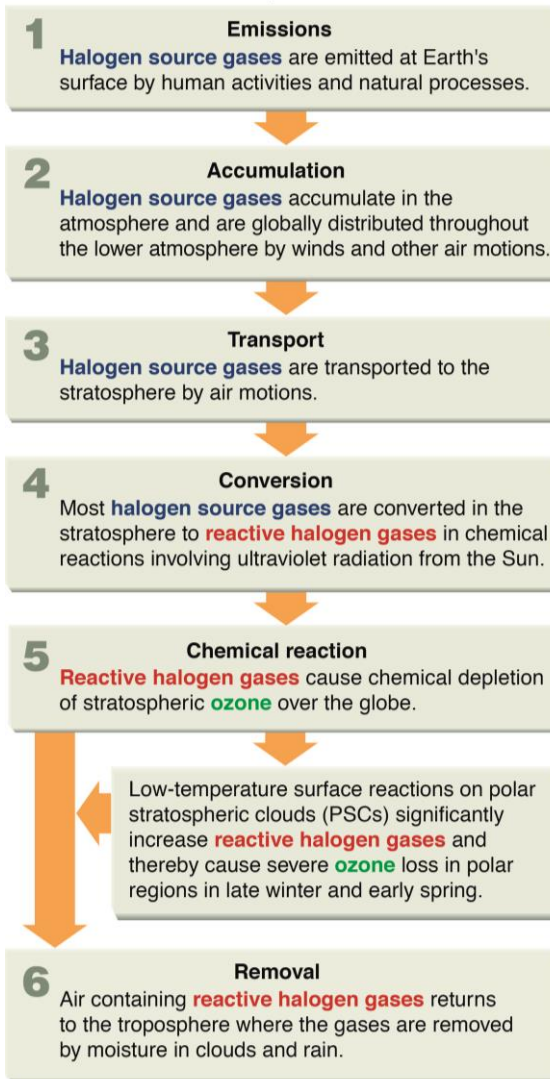 1
Emissions
Halogen source gases are emitted at Earth's
surface by human activities and natural processes.
2
Accumulation
Halogen source gases accumulate in the
atmosphere and are globally distributed throughout
the lower atmosphere by winds and other air motions.
3
Transport
Halogen source gases are transported to the
stratosphere by air motions.
4
Conversion
Most halogen source gases are converted in the
stratosphere to reactive halogen gases in chemical
reactions involving ultraviolet radiation from the Sun.
5
Chemical reaction
Reactive halogen gases cause chemical depletion
of stratospheric ozone over the globe.
Low-temperature surface reactions on polar
stratospheric clouds (PSCs) significantly
increase reactive halogen gases and
thereby cause severe ozone loss in polar
regions in late winter and early spring.
6
Removal
Air containing reactive halogen gases returns
to the troposphere where the gases are removed
by moisture in clouds and rain.